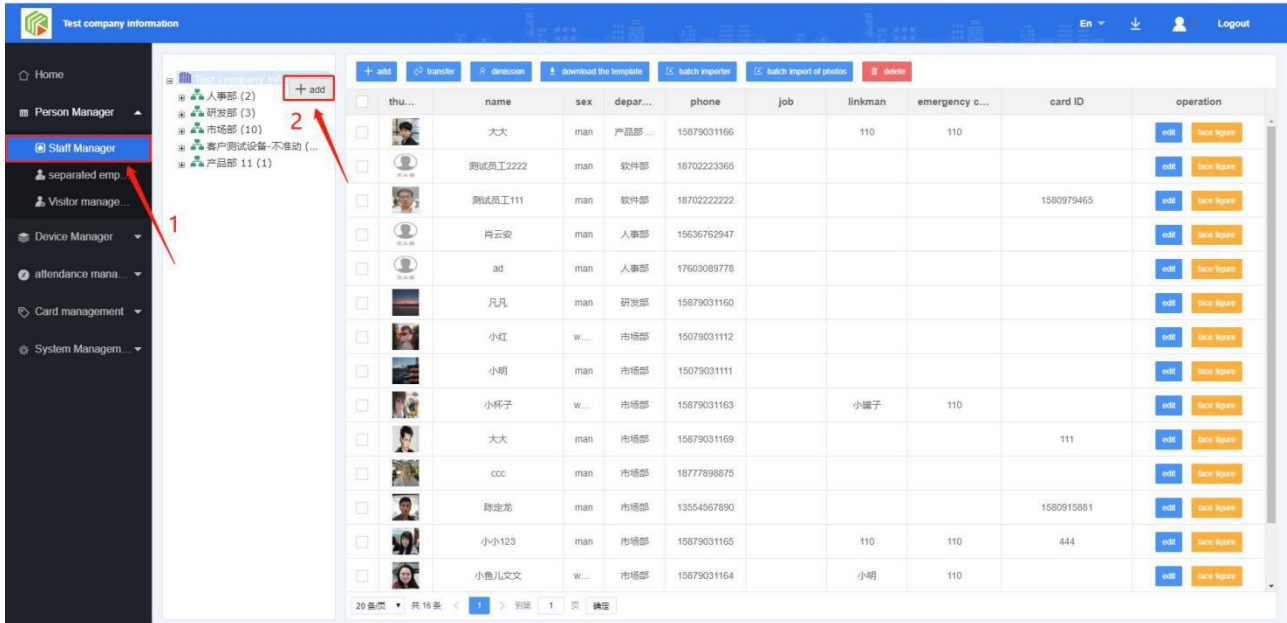 Test company information
En
Logout
Home
Person Manager
Staff Manager
separated emp...
Visitor manage...
Device Manager
attendance mana...
Card management
System Managem...
Test company inf
add
人事部 (2)
研发部 (3)
市场部 (10)
客户测试设备-不准动 (...
产品部 11 (1)
1
2
add transfer dimission download the template batch importer batch import of photos delete
thu... name sex depar... phone job linkman emergency c... card ID operation
大大 man 产品部 ... 15879031166 110 110 edit face figure
测试员工2222 man 软件部 18702223365 edit face figure
测试员工111 man 软件部 18702222222 1580979465 edit face figure
肖云安 man 人事部 15636762947 edit face figure
ad man 人事部 17603089778 edit face figure
凡凡 man 研发部 15879031160 edit face figure
小红 w... 市场部 15079031112 edit face figure
小明 man 市场部 15079031111 edit face figure
小杯子 w... 市场部 15879031163 小罐子 110 edit face figure
大大 man 市场部 15879031169 111 edit face figure
ccc man 市场部 18777898875 edit face figure
陈定龙 man 市场部 13554567890 1580915881 edit face figure
小小123 man 市场部 15879031165 110 110 444 edit face figure
小鱼儿文文 w... 市场部 15879031164 小明 110 edit face figure
20 条/页 共 16 条 1 到第 1 页 确定